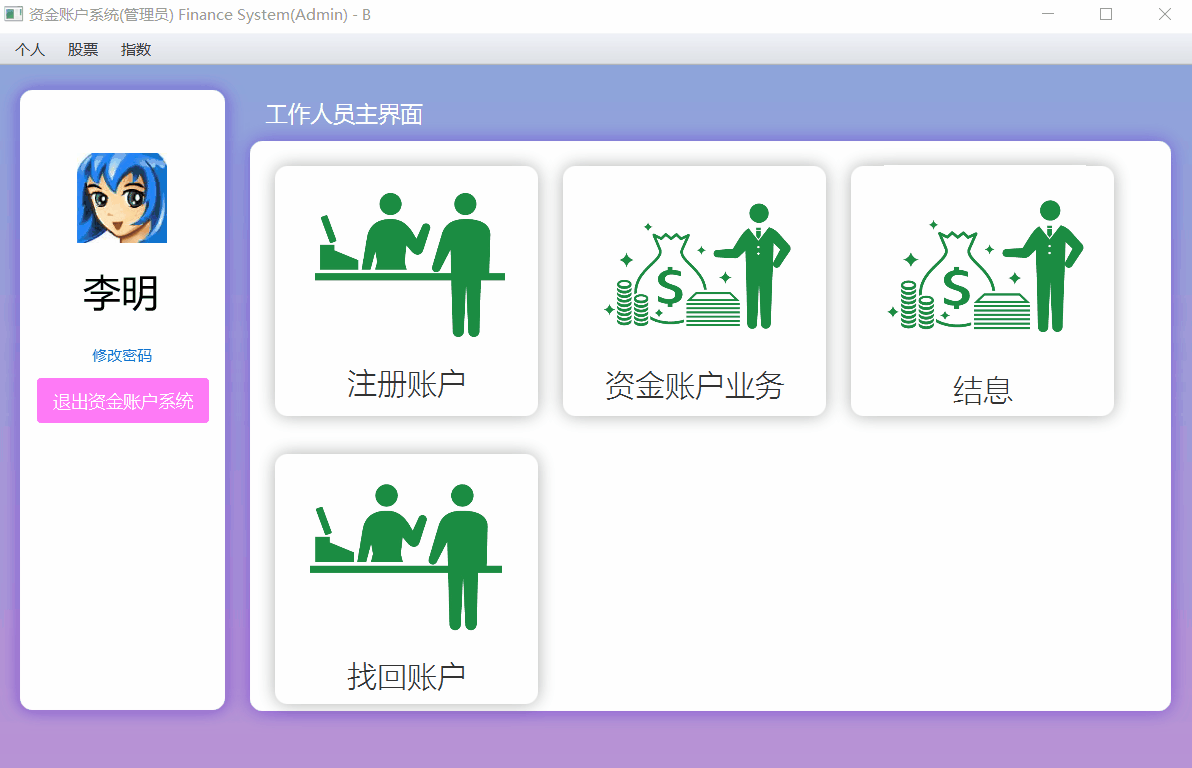 资金账户系统(管理员) Finance System(Admin) - B
个人 股票 指数
工作人员主界面
李明
修改密码
退出资金账户系统
注册账户
资金账户业务
结息
找回账户